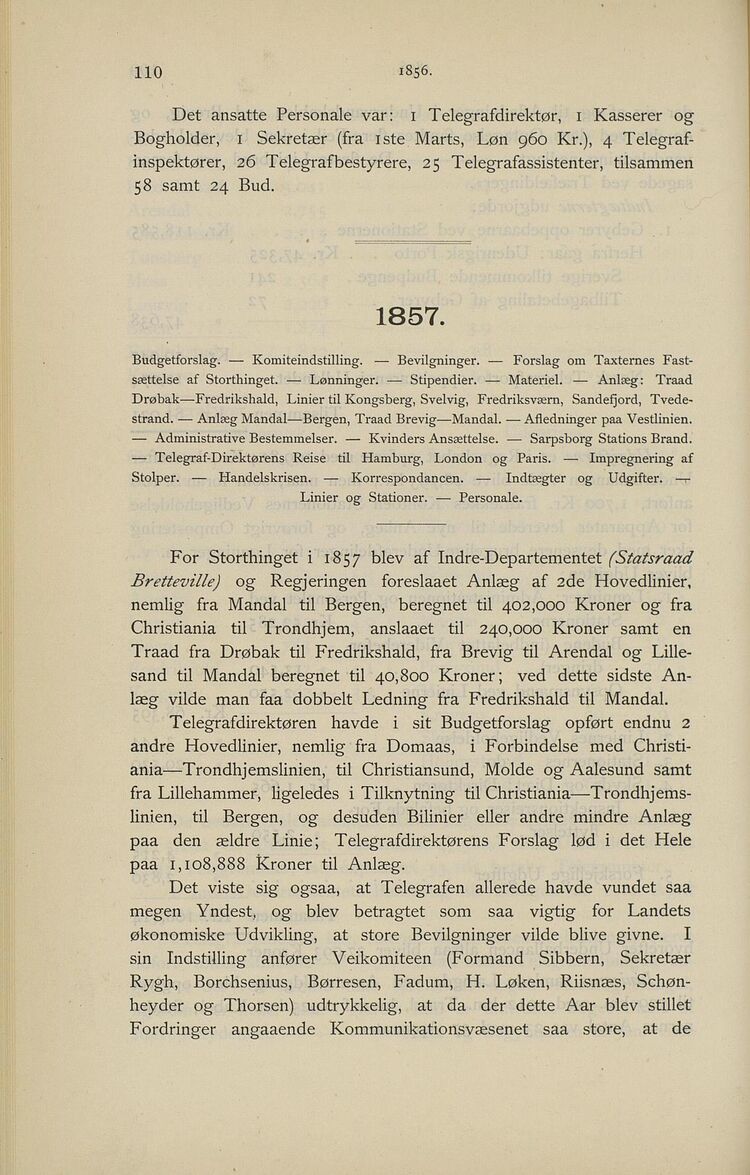 110
1856.
Det ansatte Personale var: 1 Telegrafdirektør, 1 Kasserer og
Bogholder, 1 Sekretær (fra 1ste Marts, Løn 960 Kr.), 4 Telegraf-
inspektører, 26 Telegrafbestyrere, 25 Telegrafassistenter, tilsammen
58 samt 24 Bud.
1857.
Budgetforslag. — Komiteindstilling. — Bevilgninger. — Forslag om Taxternes Fast-
sættelse af Storthinget. — Lønninger. — Stipendier. — Materiel. — Anlæg: Traad
Drøbak—Fredrikshald, Linier til Kongsberg, Svelvig, Fredriksværn, Sandefjord, Tvede-
strand. — Anlæg Mandal—Bergen, Traad Brevig—Mandal. — Afledninger paa Vestlinien.
— Administrative Bestemmelser. — Kvinders Ansættelse. — Sarpsborg Stations Brand.
— Telegraf-Direktørens Reise til Hamburg, London og Paris. — Impregnering af
Stolper. — Handelskrisen. — Korrespondancen. — Indtægter og Udgifter. —
Linier og Stationer. — Personale.
For Storthinget i 1857 blev af Indre-Departementet (Statsraad
Bretteville) og Regjeringen foreslaaet Anlæg af 2de Hovedlinier,
nemlig fra Mandal til Bergen, beregnet til 402,000 Kroner og fra
Christiania til Trondhjem, anslaaet til 240,000 Kroner samt en
Traad fra Drøbak til Fredrikshald, fra Brevig til Arendal og Lille-
sand til Mandal beregnet til 40,800 Kroner; ved dette sidste An-
læg vilde man faa dobbelt Ledning fra Fredrikshald til Mandal.
Telegrafdirektøren havde i sit Budgetforslag opført endnu 2
andre Hovedlinier, nemlig fra Domaas, i Forbindelse med Christi-
ania—Trondhjemslinien, til Christiansund, Molde og Aalesund samt
fra Lillehammer, ligeledes i Tilknytning til Christiania—Trondhjems-
linien, til Bergen, og desuden Bilinier eller andre mindre Anlæg
paa den ældre Linie; Telegrafdirektørens Forslag lød i det Hele
paa 1,108,888 Kroner til Anlæg.
Det viste sig ogsaa, at Telegrafen allerede havde vundet saa
megen Yndest, og blev betragtet som saa vigtig for Landets
økonomiske Udvikling, at store Bevilgninger vilde blive givne. I
sin Indstilling anfører Veikomiteen (Formand Sibbern, Sekretær
Rygh, Borchsenius, Børresen, Fadum, H. Løken, Riisnæs, Schøn-
heyder og Thorsen) udtrykkelig, at da der dette Aar blev stillet
Fordringer angaaende Kommunikationsvæsenet saa store, at de